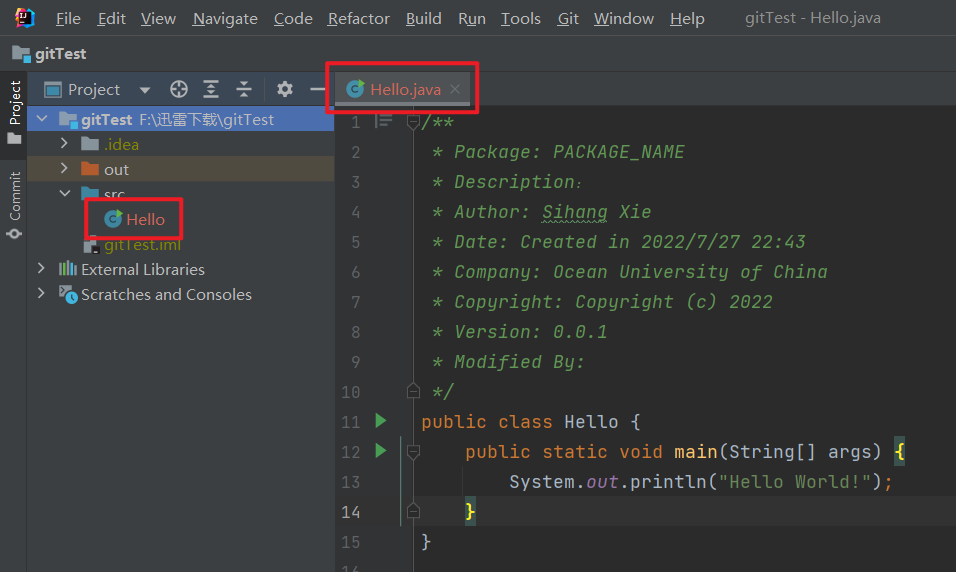 File Edit View Navigate Code Refactor Build Run Tools Git Window Help gitTest - Hello.java
gitTest
Project
Commit
Project
gitTest F:\迅雷下载\gitTest
.idea
out
src
Hello
gitTest.iml
External Libraries
Scratches and Consoles
Hello.java
1 /**
2 * Package: PACKAGE_NAME
3 * Description:
4 * Author: Sihang Xie
5 * Date: Created in 2022/7/27 22:43
6 * Company: Ocean University of China
7 * Copyright: Copyright (c) 2022
8 * Version: 0.0.1
9 * Modified By:
10 */
11 public class Hello {
12 public static void main(String[] args) {
13 System.out.println("Hello World!");
14 }
15 }
16